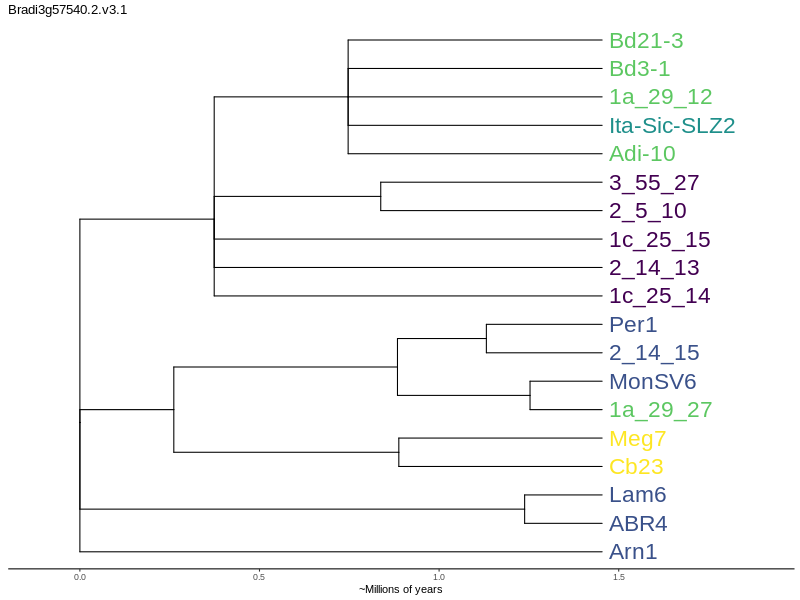 Bradi3g57540.2.v3.1
Bd21-3
Bd3-1
1a_29_12
Ita-Sic-SLZ2
Adi-10
3_55_27
2_5_10
1c_25_15
2_14_13
1c_25_14
Per1
2_14_15
MonSV6
1a_29_27
Meg7
Cb23
Lam6
ABR4
Arn1
0.0 0.5 1.0 1.5
~Millions of years